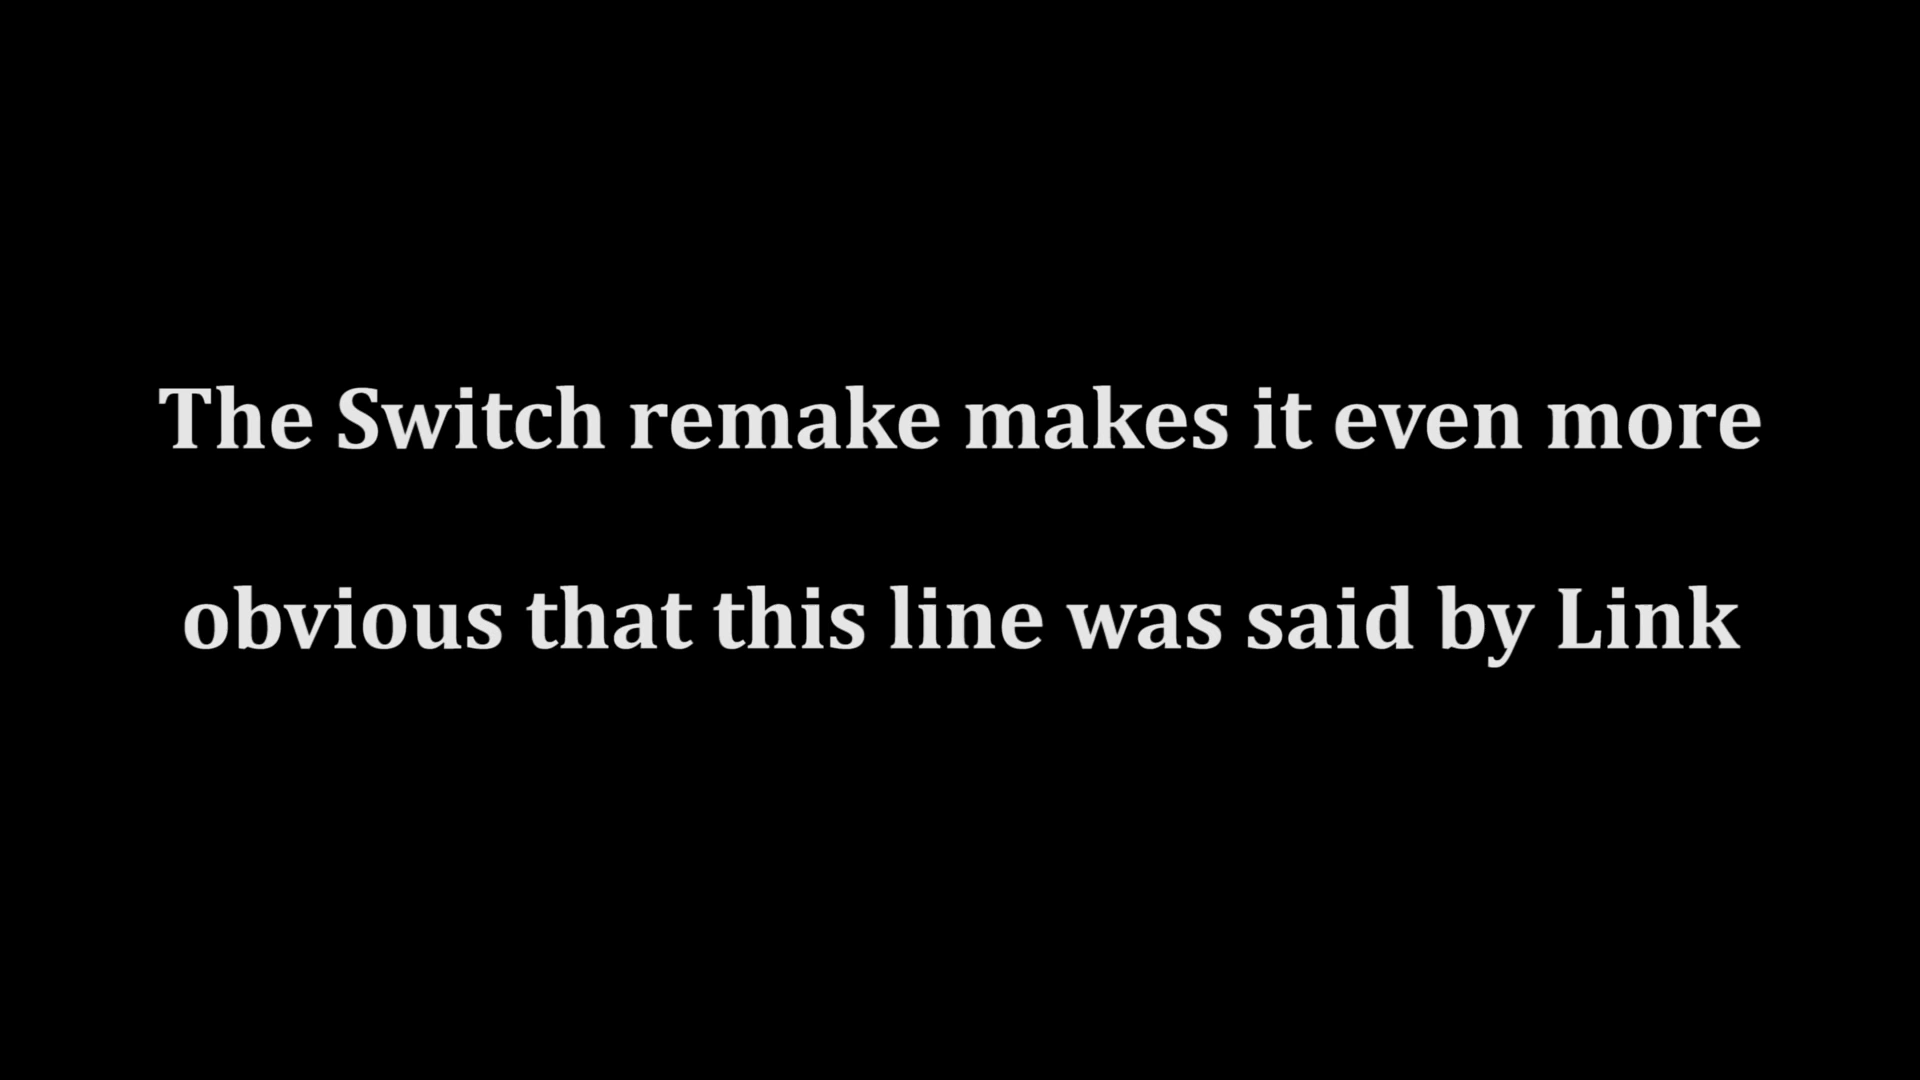 The Switch remake makes it even more
obvious that this line was said by Link